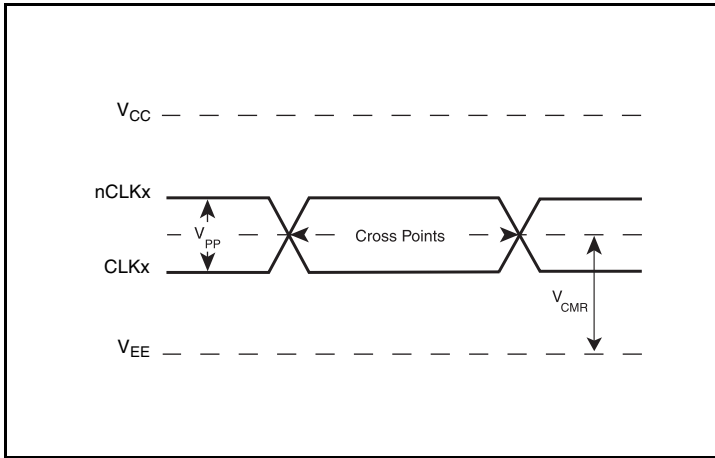 VCC
nCLKx
VPP
Cross Points
CLKx
VCMR
VEE